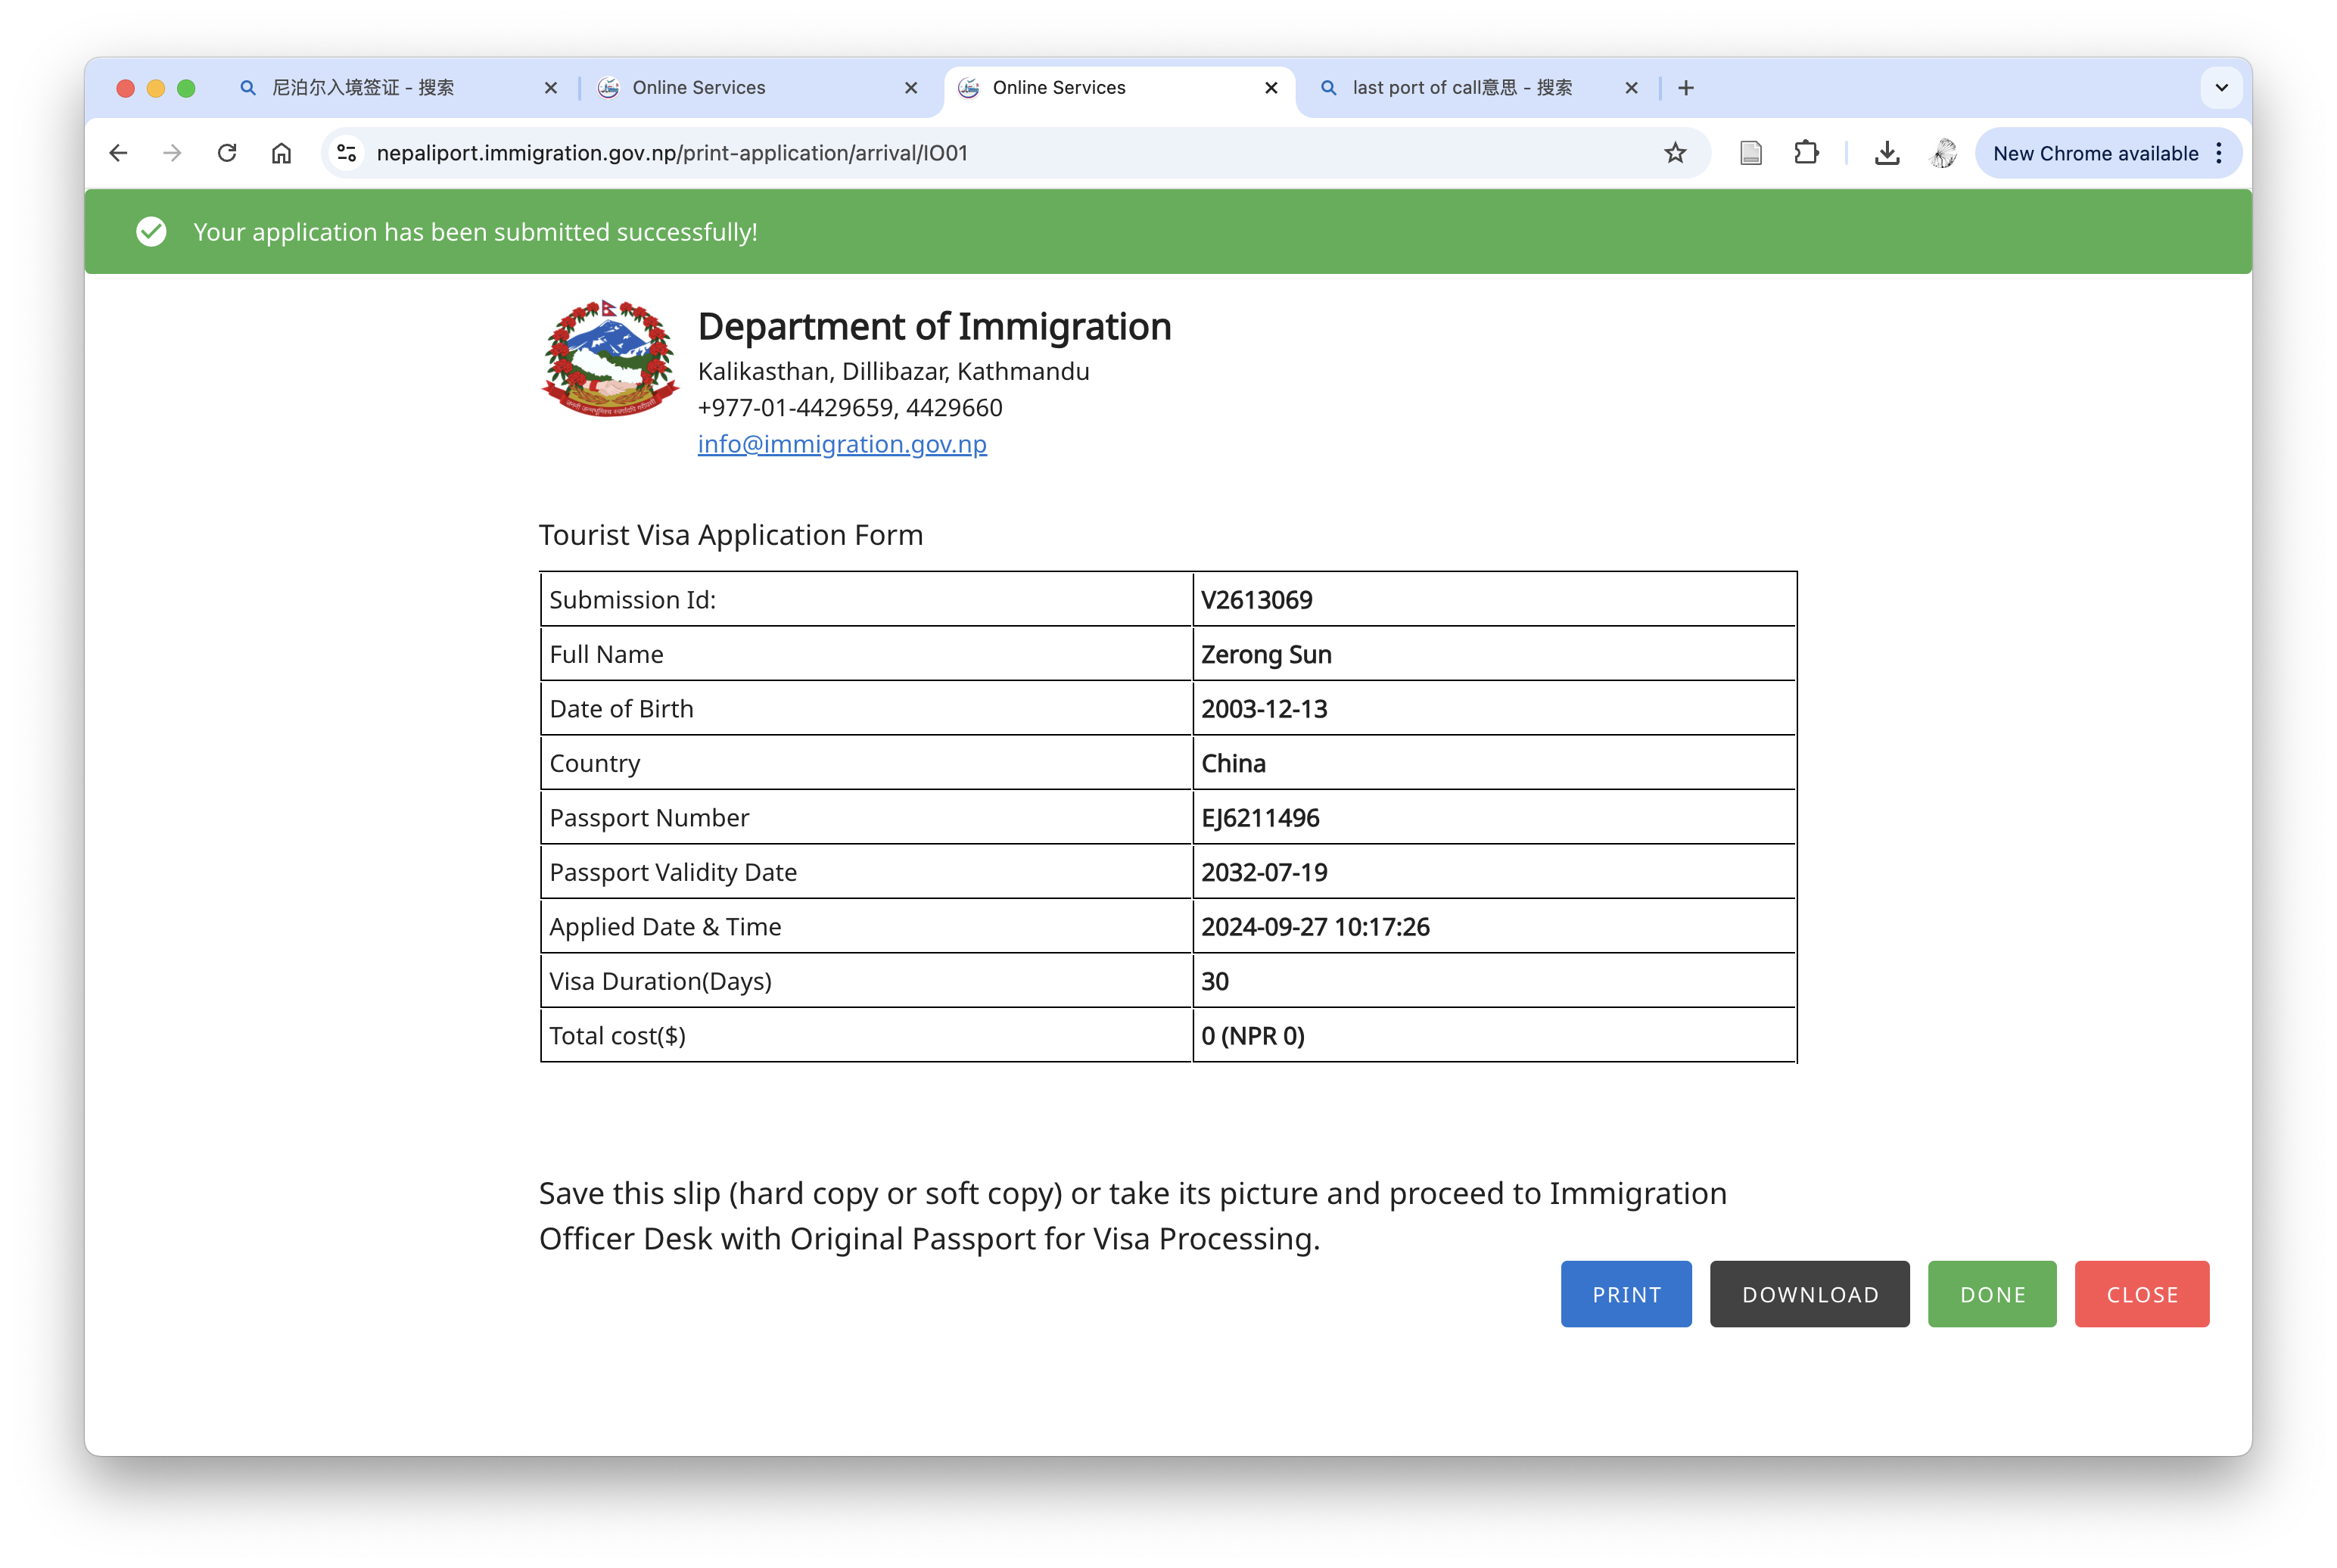 尼泊尔入境签证 - 搜索
Online Services
Online Services
last port of call意思 - 搜索
nepaliport.immigration.gov.np/print-application/arrival/IO01
New Chrome available
Your application has been submitted successfully!
Department of Immigration
Kalikasthan, Dillibazar, Kathmandu
+977-01-4429659, 4429660
info@immigration.gov.np
Tourist Visa Application Form
Submission Id: V2613069
Full Name Zerong Sun
Date of Birth 2003-12-13
Country China
Passport Number EJ6211496
Passport Validity Date 2032-07-19
Applied Date & Time 2024-09-27 10:17:26
Visa Duration(Days) 30
Total cost($) 0 (NPR 0)
Save this slip (hard copy or soft copy) or take its picture and proceed to Immigration
Officer Desk with Original Passport for Visa Processing.
PRINT DOWNLOAD DONE CLOSE